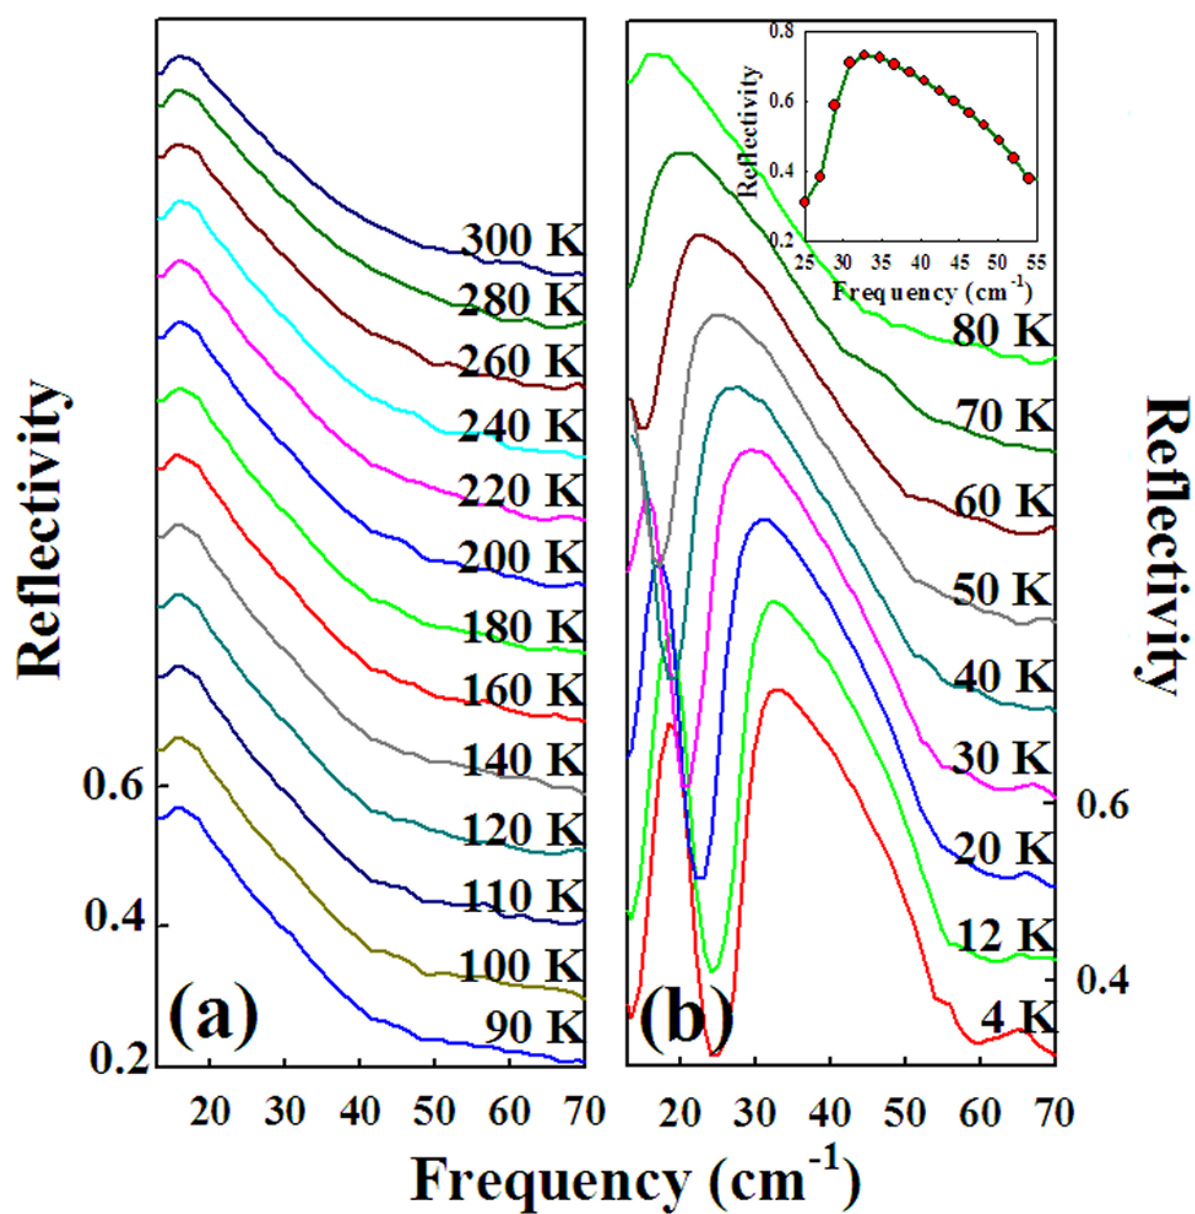 Reflectivity
0.6
0.4
0.2
300 K
280 K
260 K
240 K
220 K
200 K
180 K
160 K
140 K
120 K
110 K
100 K
90 K
(a)
20 30 40 50 60 70
0.8
0.6
0.4
0.2
Reflectivity
25 30 35 40 45 50 55
Frequency (cm-1)
80 K
70 K
60 K
50 K
40 K
30 K
20 K
12 K
4 K
(b)
20 30 40 50 60 70
0.6
0.4
Reflectivity
Frequency (cm-1)